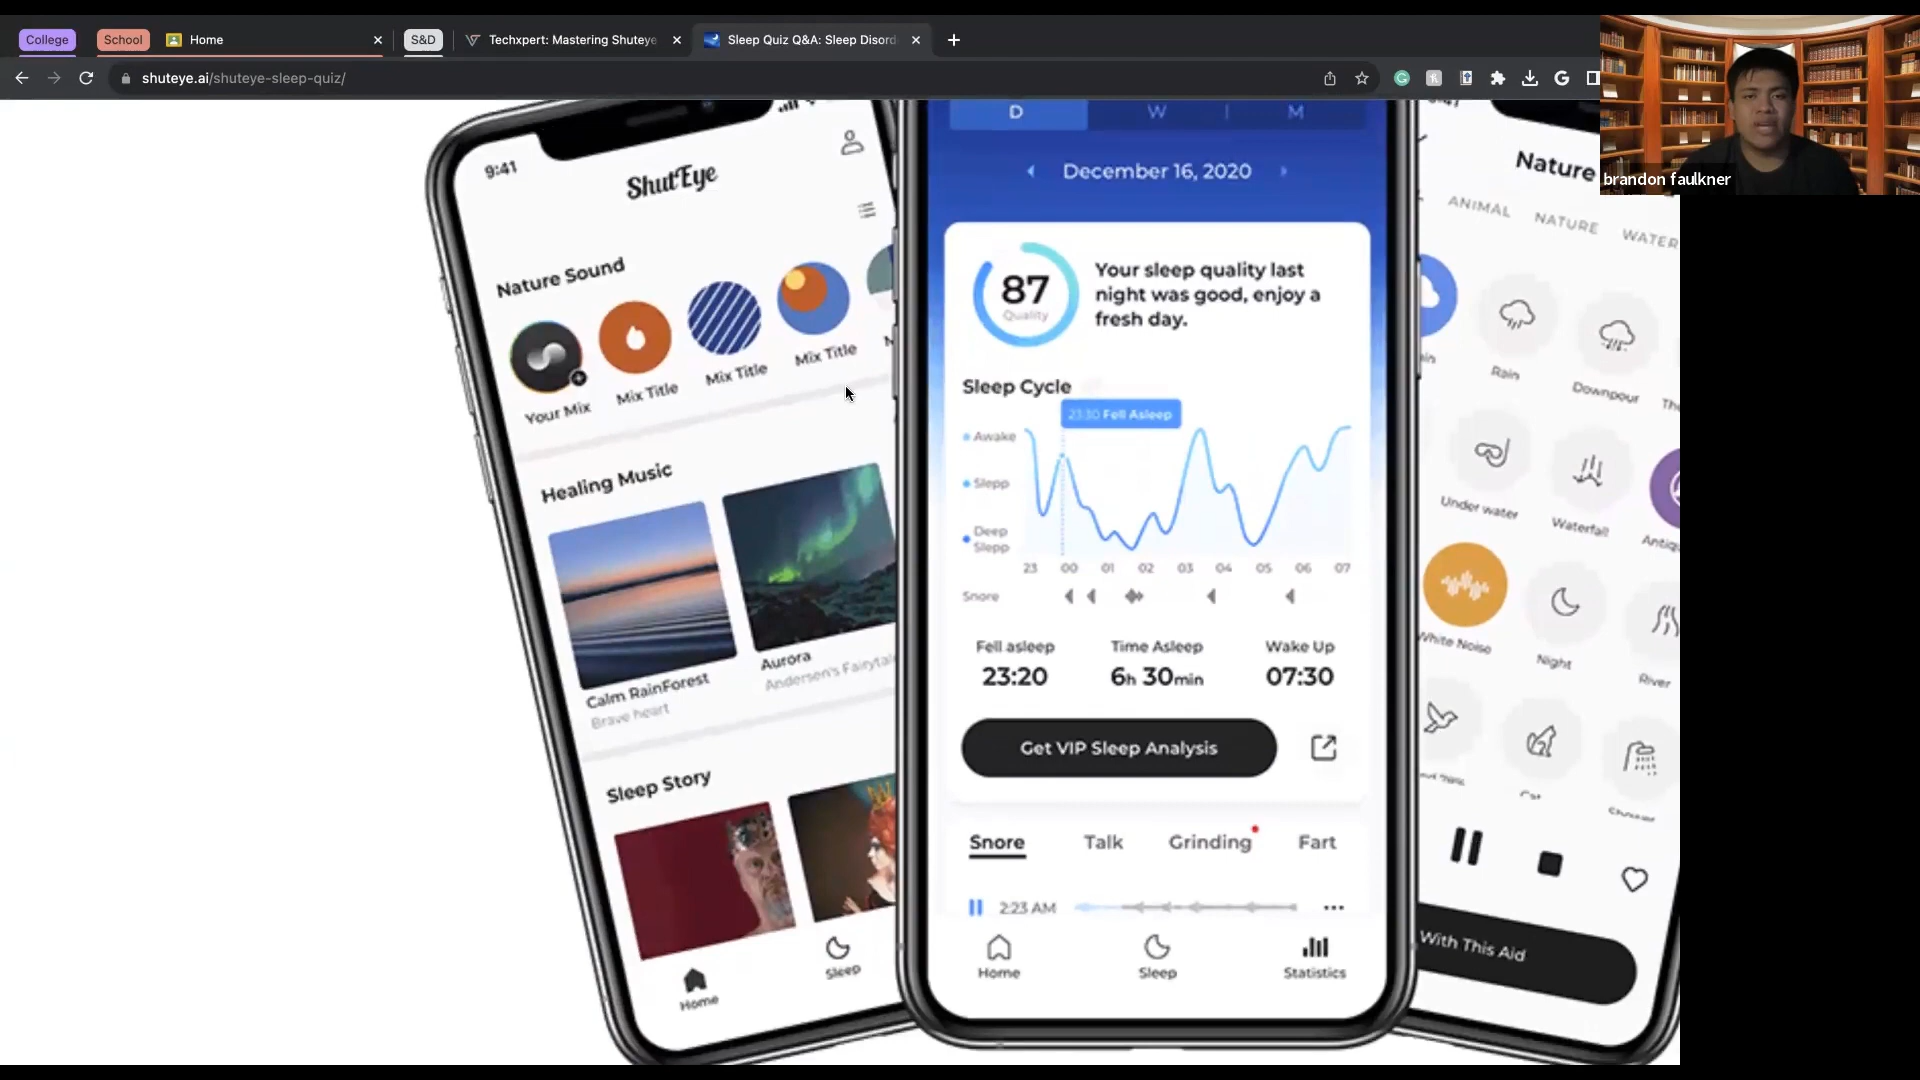 College
School
Home
S&D
Techxpert: Mastering Shuteye
Sleep Quiz Q&A: Sleep Disord
shuteye.ai/shuteye-sleep-quiz/
brandon faulkner
9:41
ShutEye
Nature Sound
Your Mix
Mix Title
Mix Title
Mix Title
Healing Music
Calm RainForest
Brave heart
Aurora
Andersen's Fairytal
Sleep Story
Home
Sleep
D
W
M
December 16, 2020
87
Quality
Your sleep quality last
night was good, enjoy a
fresh day.
Sleep Cycle
23:30 Fell Asleep
Awake
Slepp
Deep
Slepp
23 00 01 02 03 04 05 06 07
Snore
Fell asleep
23:20
Time Asleep
6h 30min
Wake Up
07:30
Get VIP Sleep Analysis
Snore
Talk
Grinding
Fart
2:23 AM
Home
Sleep
Statistics
Nature
ANIMAL
NATURE
WATER
Rain
Downpour
Under water
Waterfall
Antiq
White Noise
Night
River
With This Aid